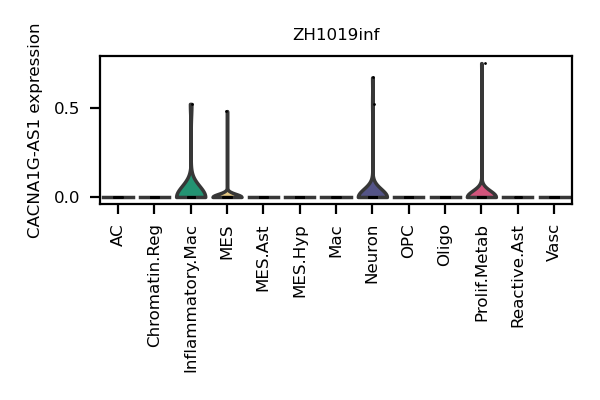 ZH1019inf
CACNA1G-AS1 expression
0.5
0.0
AC
Chromatin.Reg
Inflammatory.Mac
MES
MES.Ast
MES.Hyp
Mac
Neuron
OPC
Oligo
Prolif.Metab
Reactive.Ast
Vasc